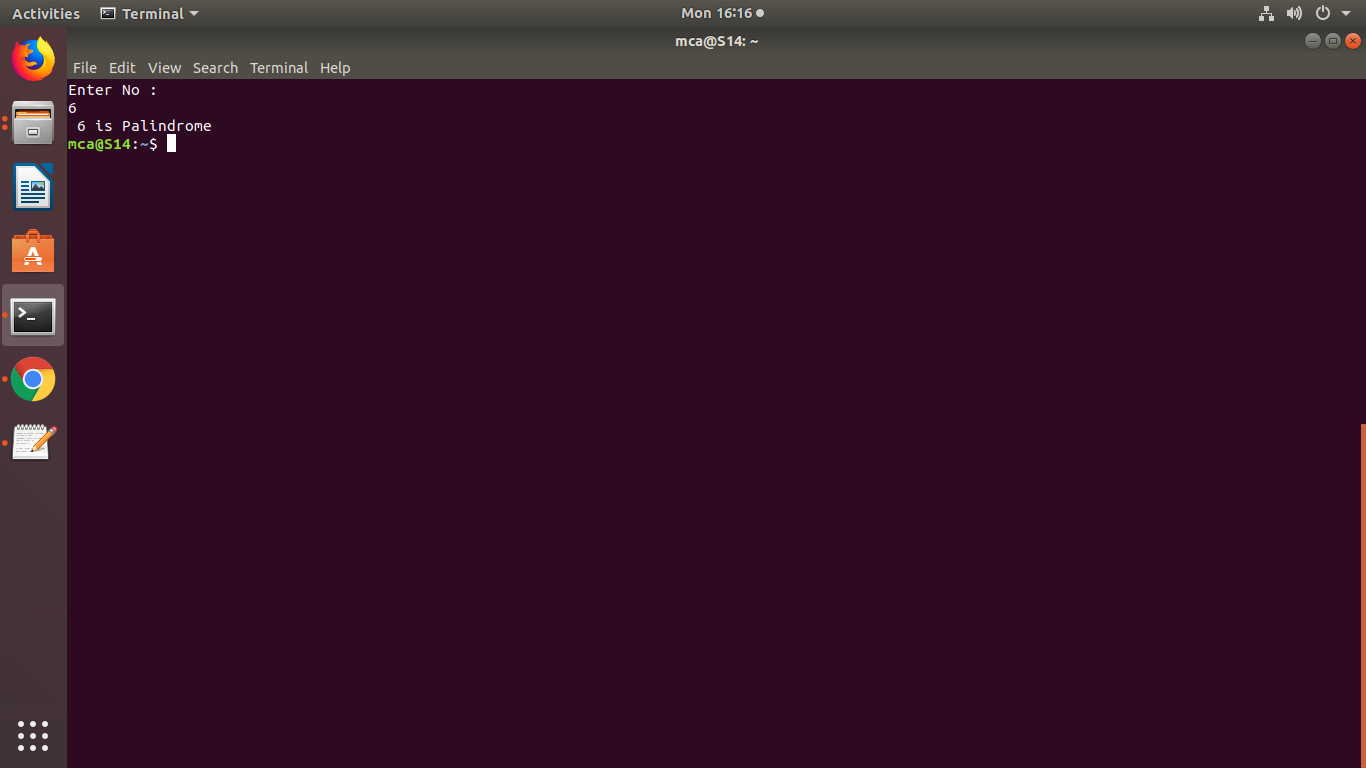 Activities Terminal Mon 16:16
mca@S14: ~
File Edit View Search Terminal Help
Enter No :
6
 6 is Palindrome
mca@S14:~$